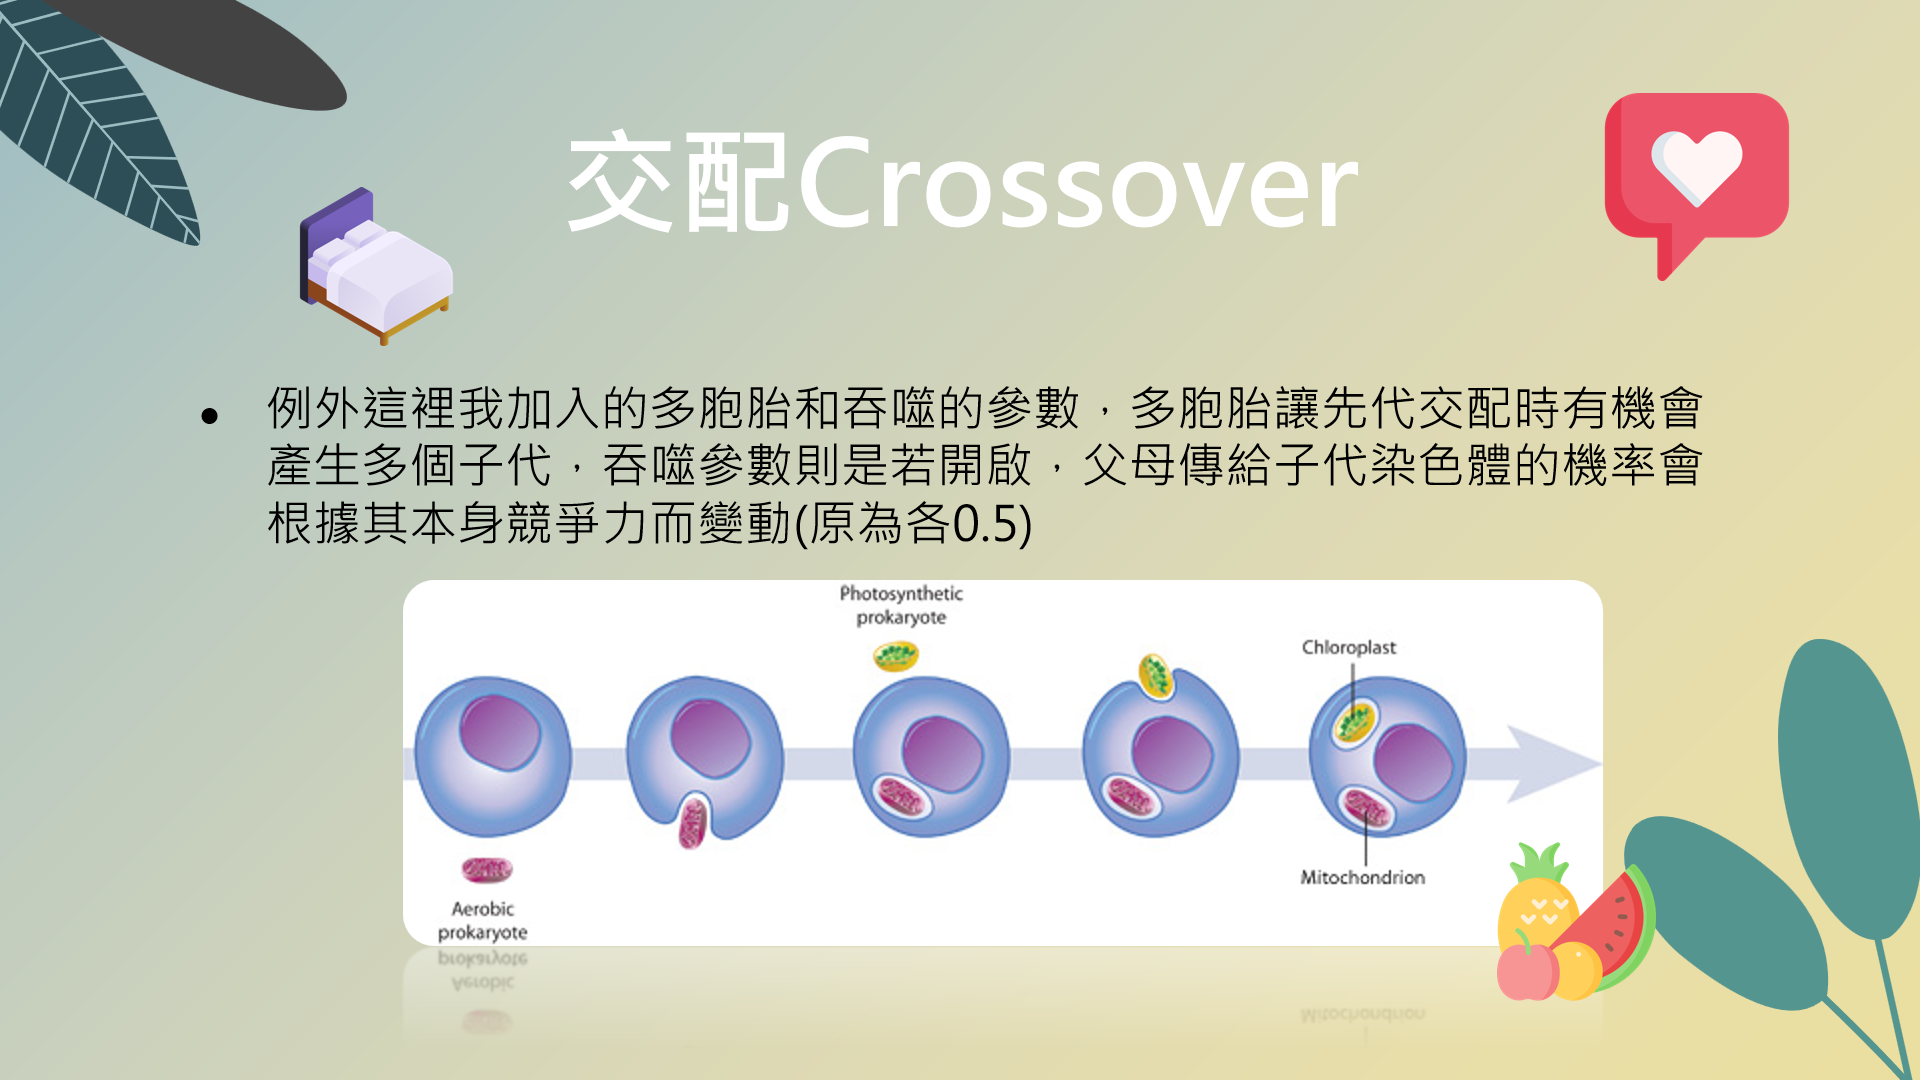 交配Crossover
● 例外這裡我加入的多胞胎和吞噬的參數，多胞胎讓先代交配時有機會
產生多個子代，吞噬參數則是若開啟，父母傳給子代染色體的機率會
根據其本身競爭力而變動(原為各0.5)
Photosynthetic
prokaryote
Chloroplast
Mitochondrion
Aerobic
prokaryote